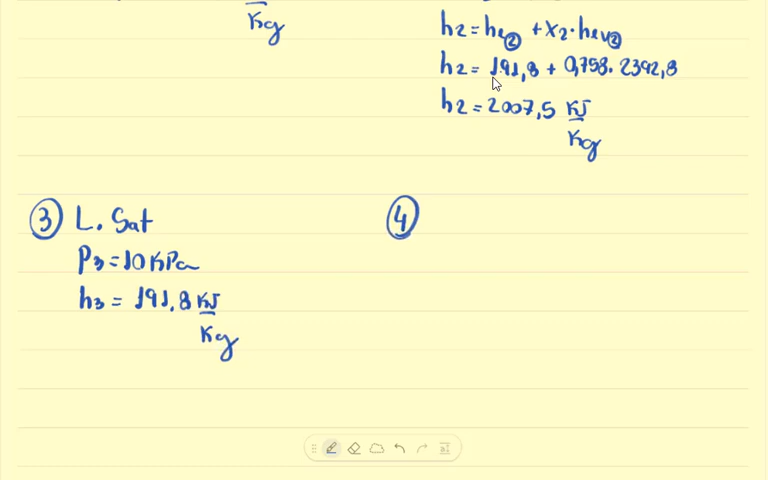 Kg
h2 = hl② + x2·hlv②
h2 = 191,8 + 0,758. 2392,8
h2 = 2007,5 KJ
Kg
③ L. Sat
P3 = 10 KPa
h3 = 191,8 KJ
Kg
④